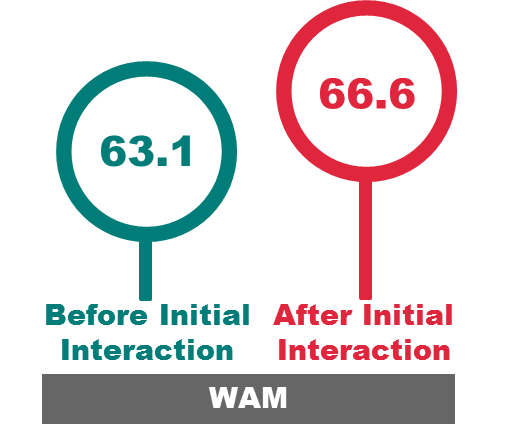 63.1
66.6
Before Initial
Interaction
After Initial
Interaction
WAM